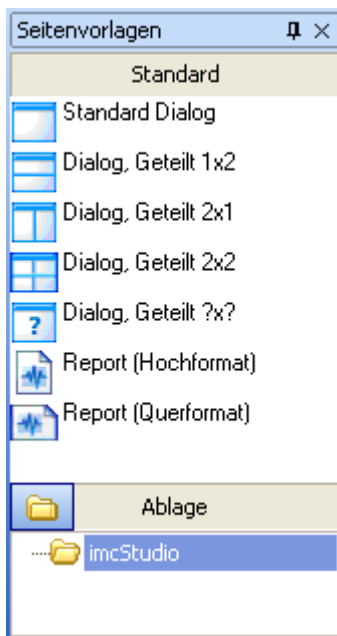 Seitenvorlagen
Standard
Standard Dialog
Dialog, Geteilt 1x2
Dialog, Geteilt 2x1
Dialog, Geteilt 2x2
? Dialog, Geteilt ?x?
Report (Hochformat)
Report (Querformat)
Ablage
imcStudio